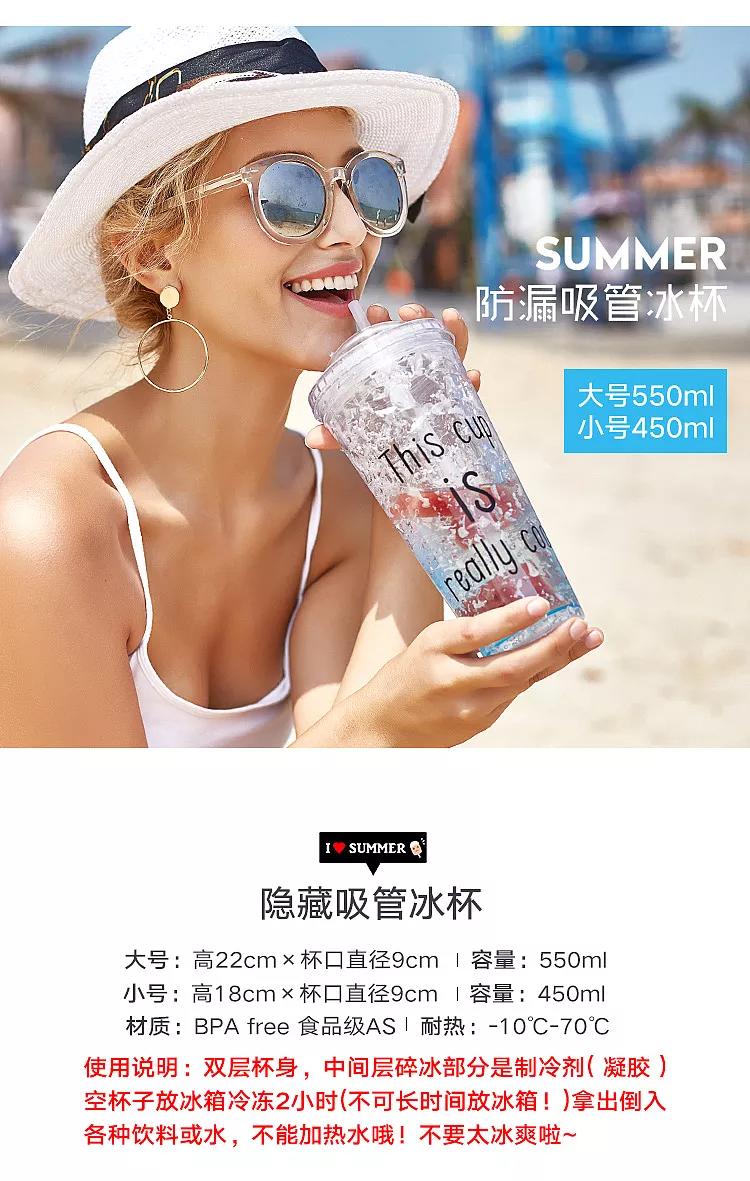 SUMMER
防漏吸管冰杯
大号550ml
小号450ml
This cup
is
really coo
I ♥ SUMMER
隐藏吸管冰杯
大号：高22cm×杯口直径9cm | 容量：550ml
小号：高18cm×杯口直径9cm | 容量：450ml
材质：BPA free 食品级AS | 耐热：-10℃-70℃
使用说明：双层杯身，中间层碎冰部分是制冷剂( 凝胶 )
空杯子放冰箱冷冻2小时(不可长时间放冰箱！)拿出倒入
各种饮料或水，不能加热水哦！不要太冰爽啦~